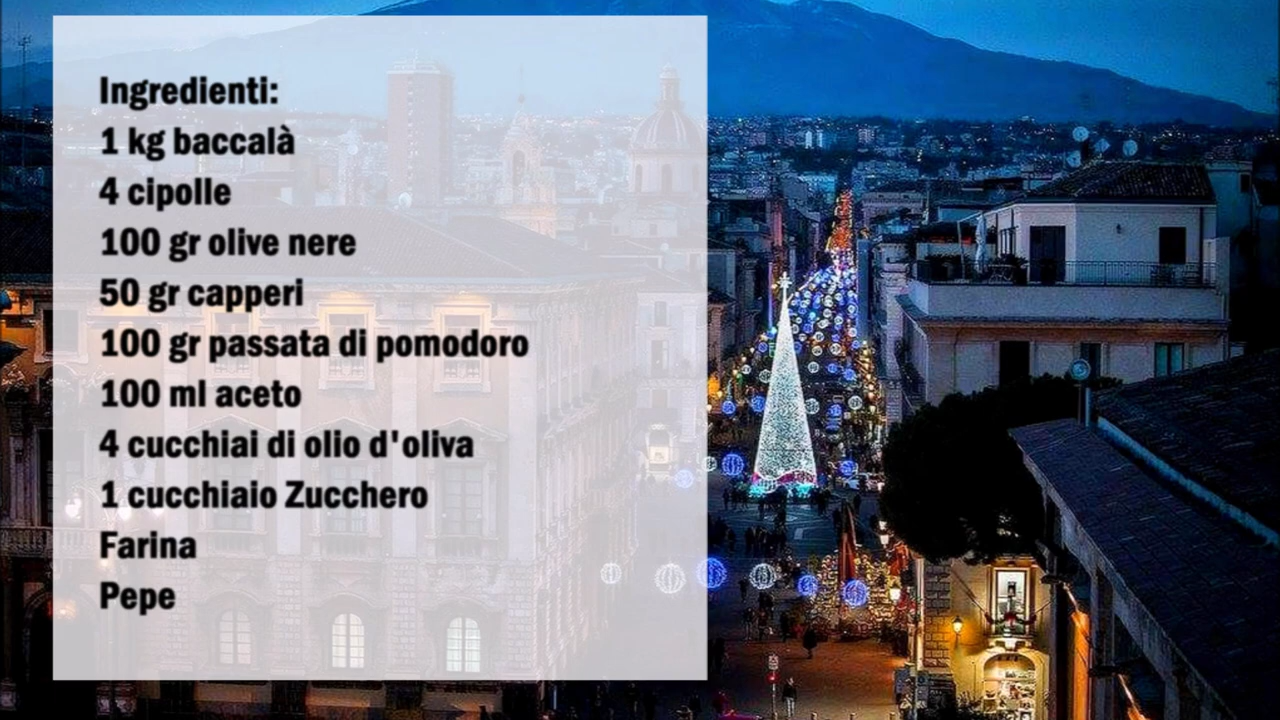 Ingredienti:
1 kg baccalà
4 cipolle
100 gr olive nere
50 gr capperi
100 gr passata di pomodoro
100 ml aceto
4 cucchiai di olio d'oliva
1 cucchiaio Zucchero
Farina
Pepe